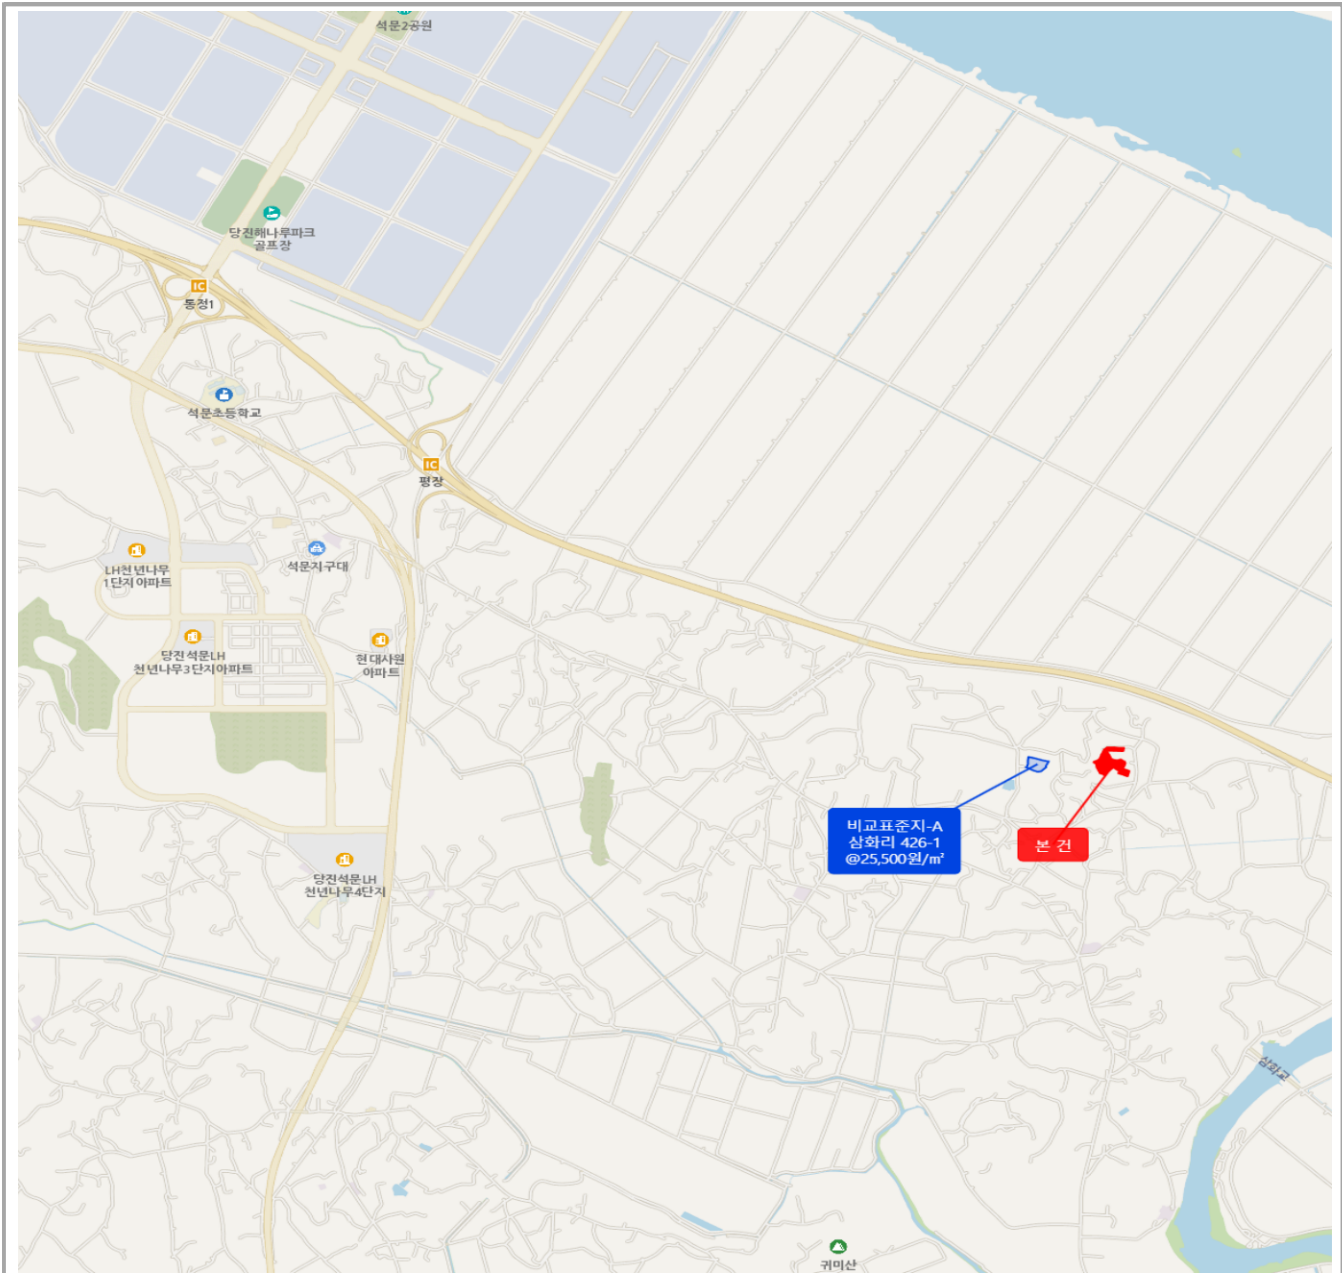 석문2공원
당진해나루파크
골프장
IC
통정1
석문초등학교
IC
평장
LH천년나무
1단지아파트
석문지구대
당진석문LH
천년나무3단지아파트
현대사원
아파트
비교표준지-A
삼화리 426-1
@25,500원/㎡
본 건
당진석문LH
천년나무4단지
삼화교
귀미산